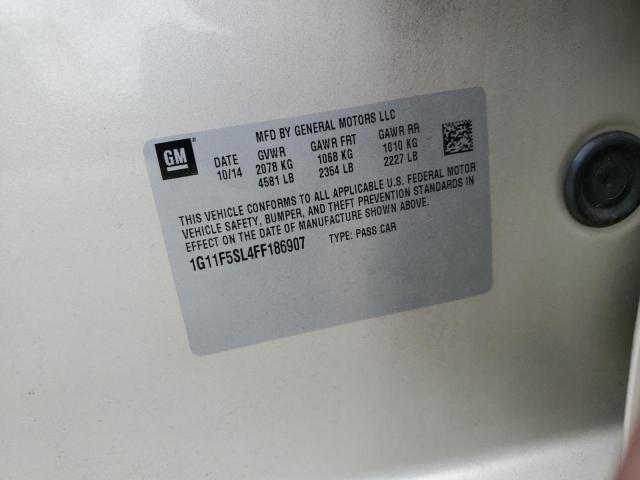 MFD BY GENERAL MOTORS LLC
GM DATE GVWR GAWR FRT GAWR RR
10/14 2078 KG 1068 KG 1010 KG
4581 LB 2354 LB 2227 LB
THIS VEHICLE CONFORMS TO ALL APPLICABLE U.S. FEDERAL MOTOR
VEHICLE SAFETY, BUMPER, AND THEFT PREVENTION STANDARDS IN
EFFECT ON THE DATE OF MANUFACTURE SHOWN ABOVE.
1G11F5SL4FF186907 TYPE: PASS CAR